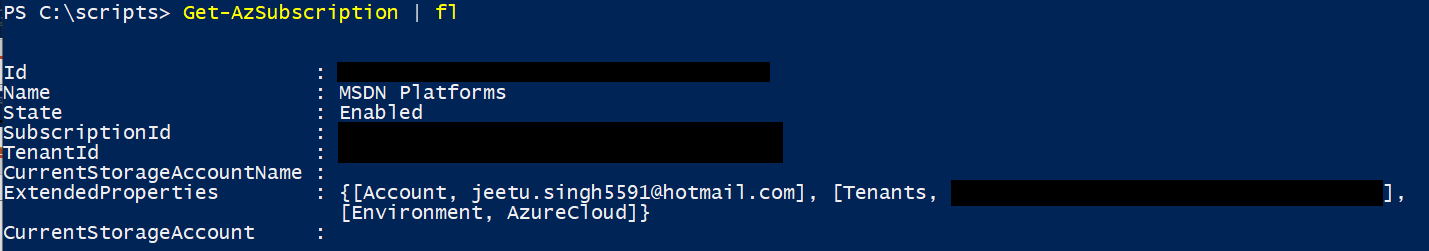 PS C:\scripts> Get-AzSubscription | fl
Id :
Name : MSDN Platforms
State : Enabled
SubscriptionId :
TenantId :
CurrentStorageAccountName :
ExtendedProperties : {[Account, jeetu.singh5591@hotmail.com], [Tenants, ],
[Environment, AzureCloud]}
CurrentStorageAccount :